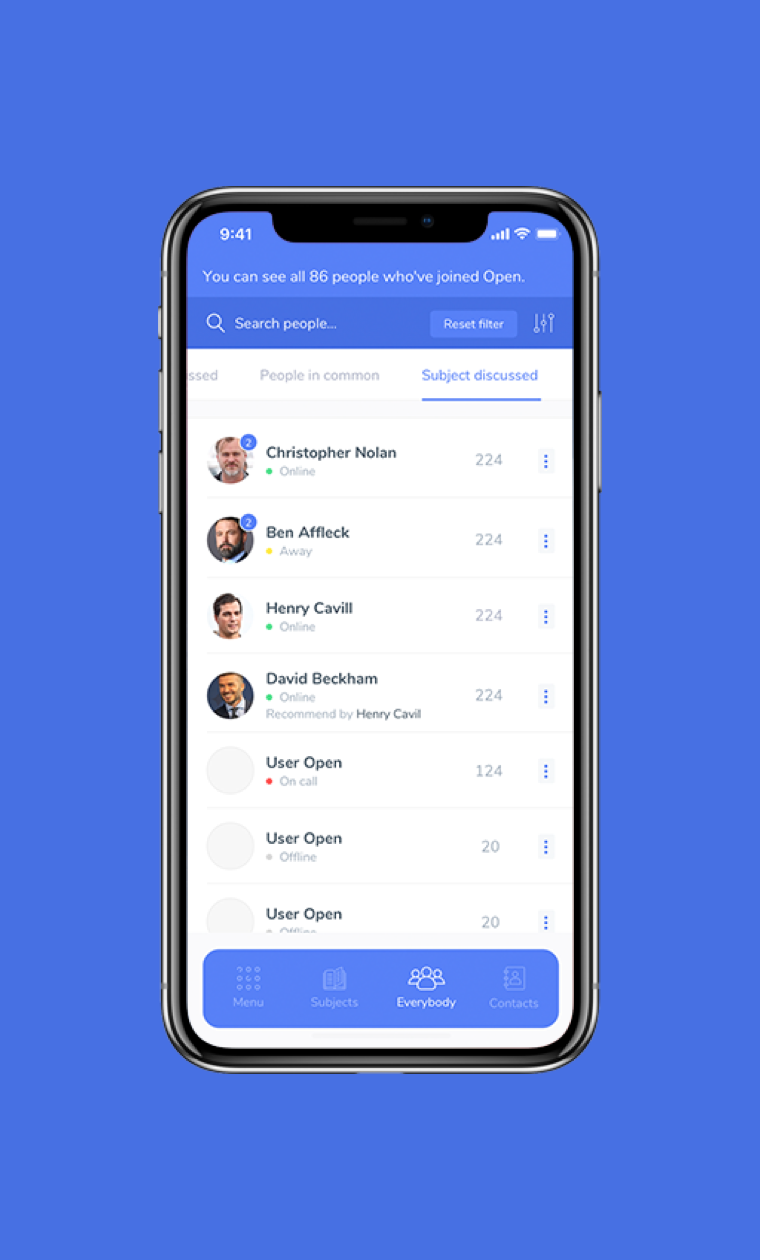 9:41
You can see all 86 people who've joined Open.
Search people...
Reset filter
ssed
People in common
Subject discussed
2
Christopher Nolan
224
Online
2
Ben Affleck
224
Away
Henry Cavill
224
Online
David Beckham
224
Online
Recommend by Henry Cavil
User Open
124
On call
User Open
20
Offline
User Open
20
Offline
Menu
Subjects
Everybody
Contacts